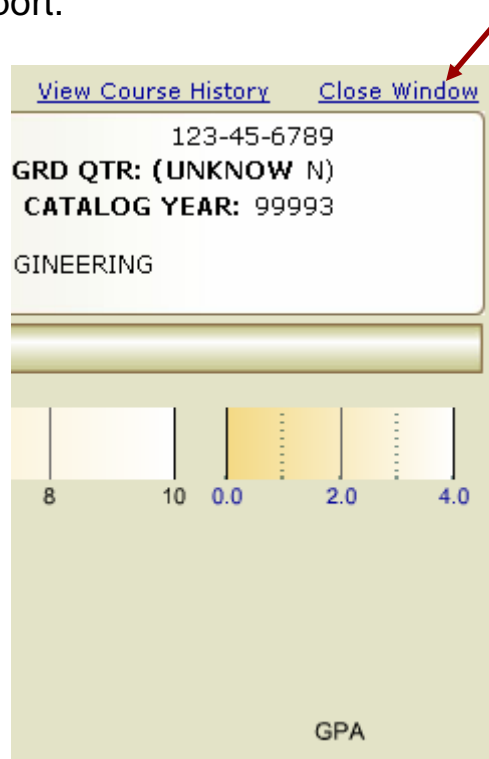 port.
View Course History Close Window
123-45-6789
GRD QTR: (UNKNOW N)
CATALOG YEAR: 99993
GINEERING
8 10 0.0 2.0 4.0
GPA